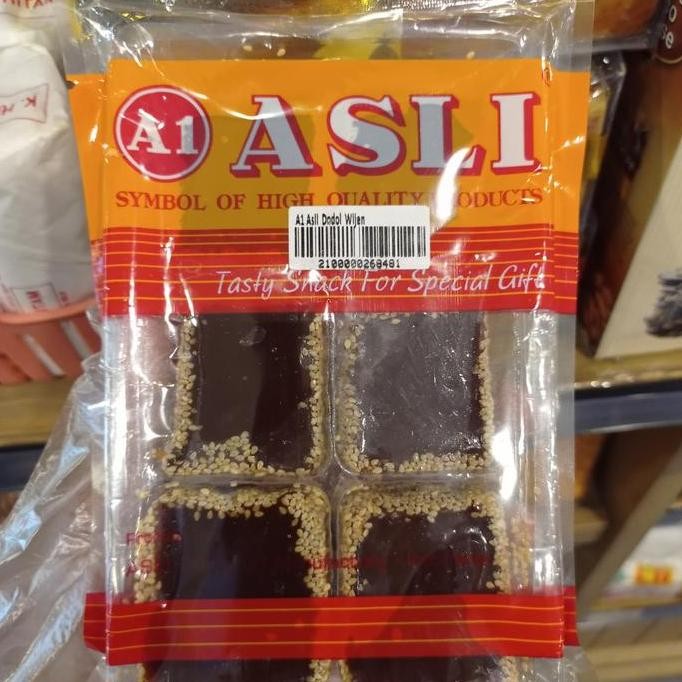 A1 ASLI
SYMBOL OF HIGH QUALITY PRODUCTS
A1 Asli Dodol Wijen
2100000268481
Tasty Snack For Special Gift